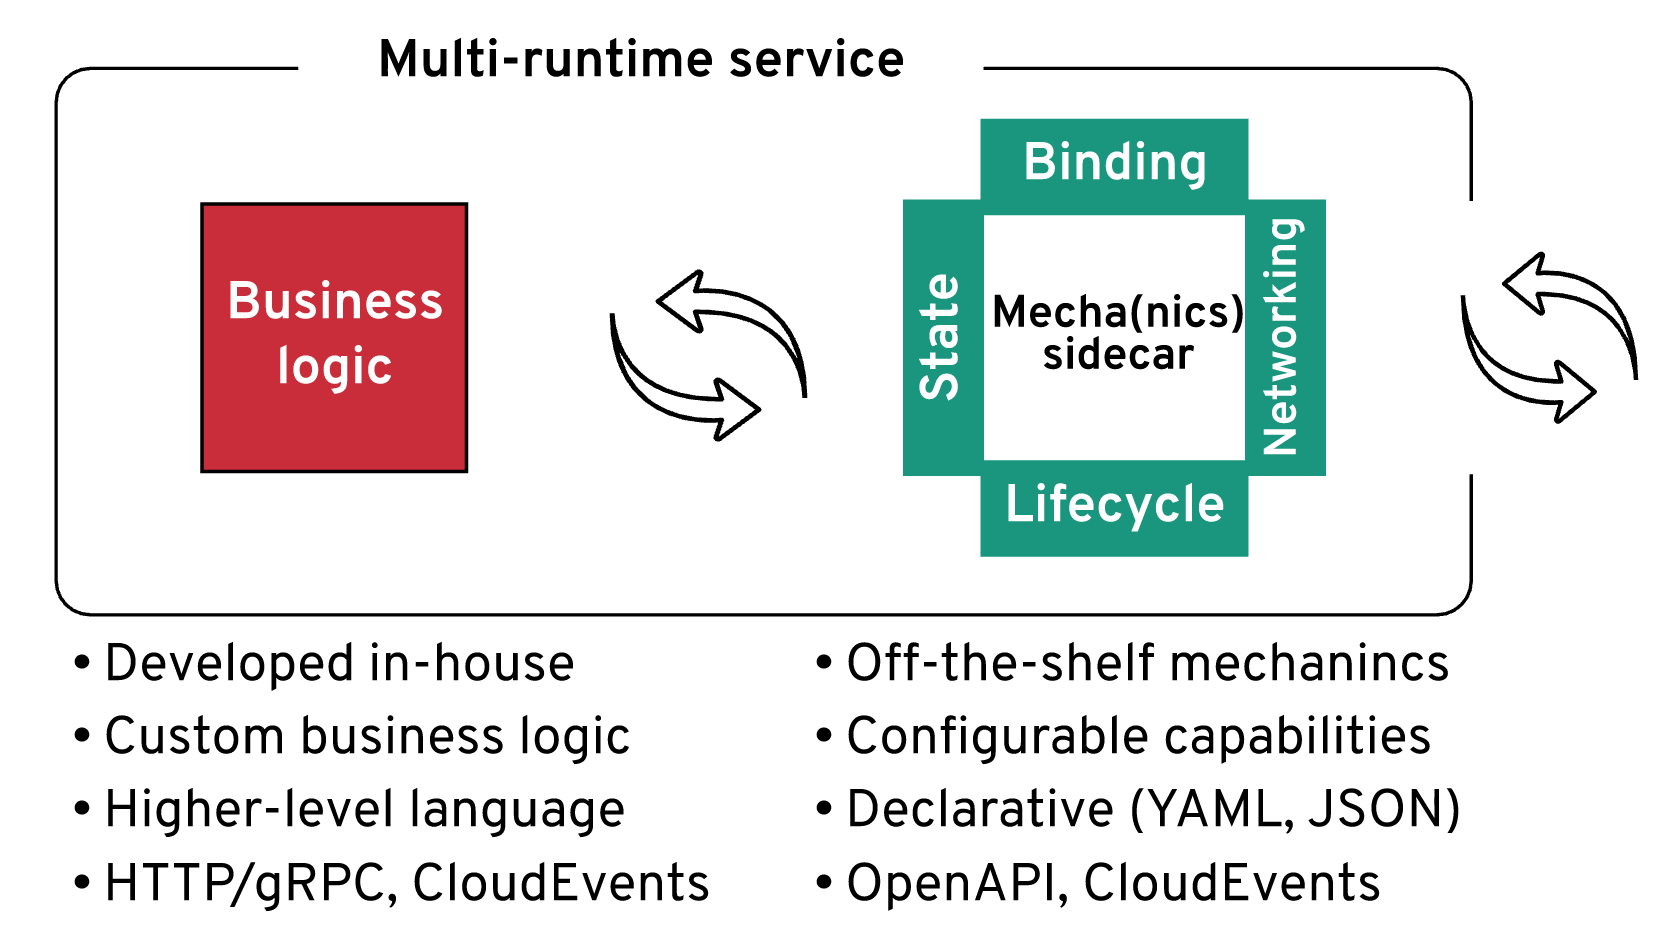 Multi-runtime service
Business
logic
Binding
State
Mecha(nics)
sidecar
Networking
Lifecycle
• Developed in-house
• Custom business logic
• Higher-level language
• HTTP/gRPC, CloudEvents
• Off-the-shelf mechanincs
• Configurable capabilities
• Declarative (YAML, JSON)
• OpenAPI, CloudEvents